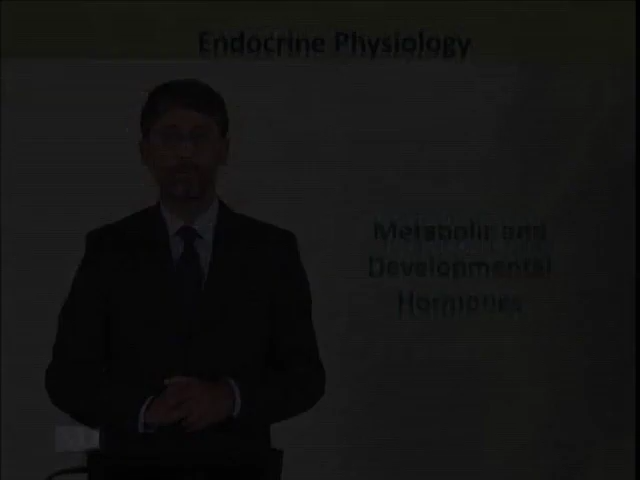 Endocrine Physiology
Metabolic and
Developmental
Hormones